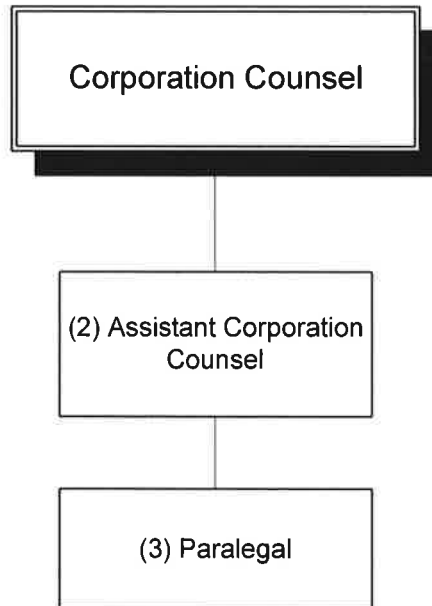 Corporation Counsel
(2) Assistant Corporation
Counsel
(3) Paralegal